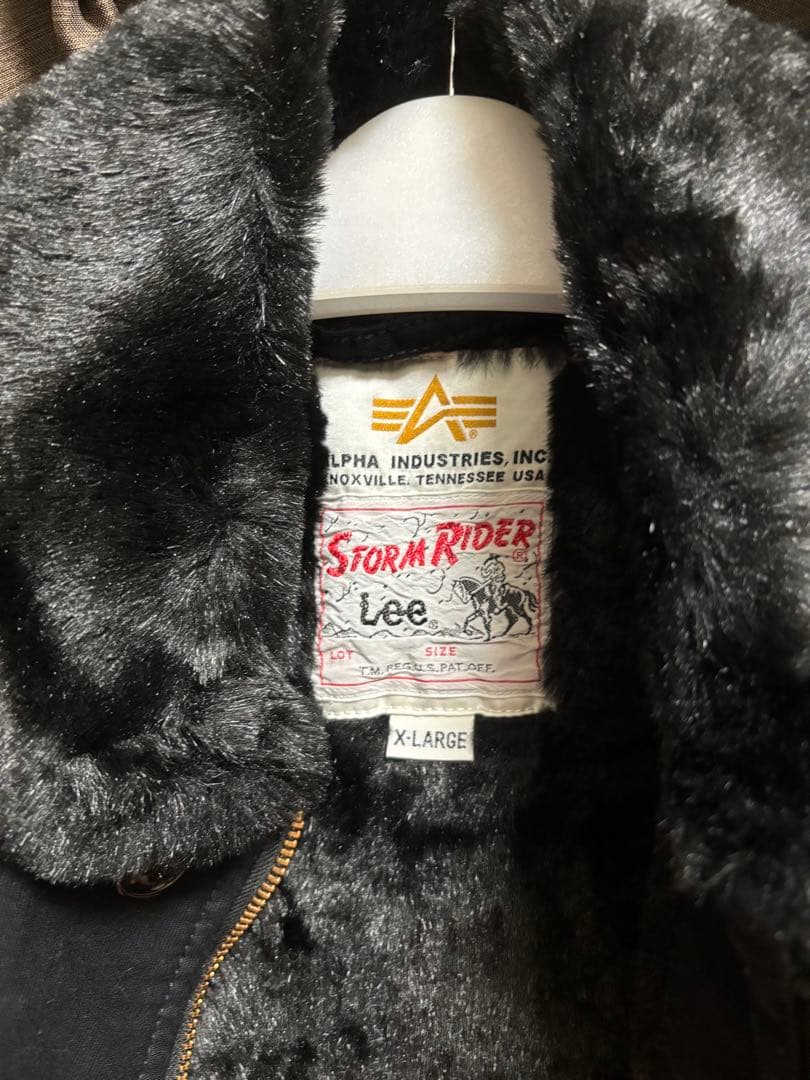 LPHA INDUSTRIES, INC.
NOXVILLE. TENNESSEE USA
STORM RIDER ®
Lee ®
LOT SIZE
T.M. REG. U.S. PAT. OFF.
X-LARGE